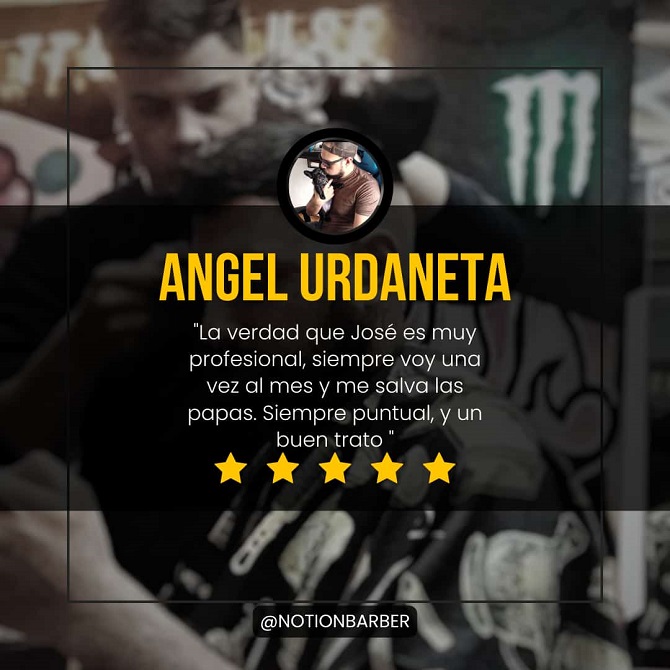 ANGEL URDANETA
"La verdad que José es muy
profesional, siempre voy una
vez al mes y me salva las
papas. Siempre puntual, y un
buen trato "
@NOTIONBARBER